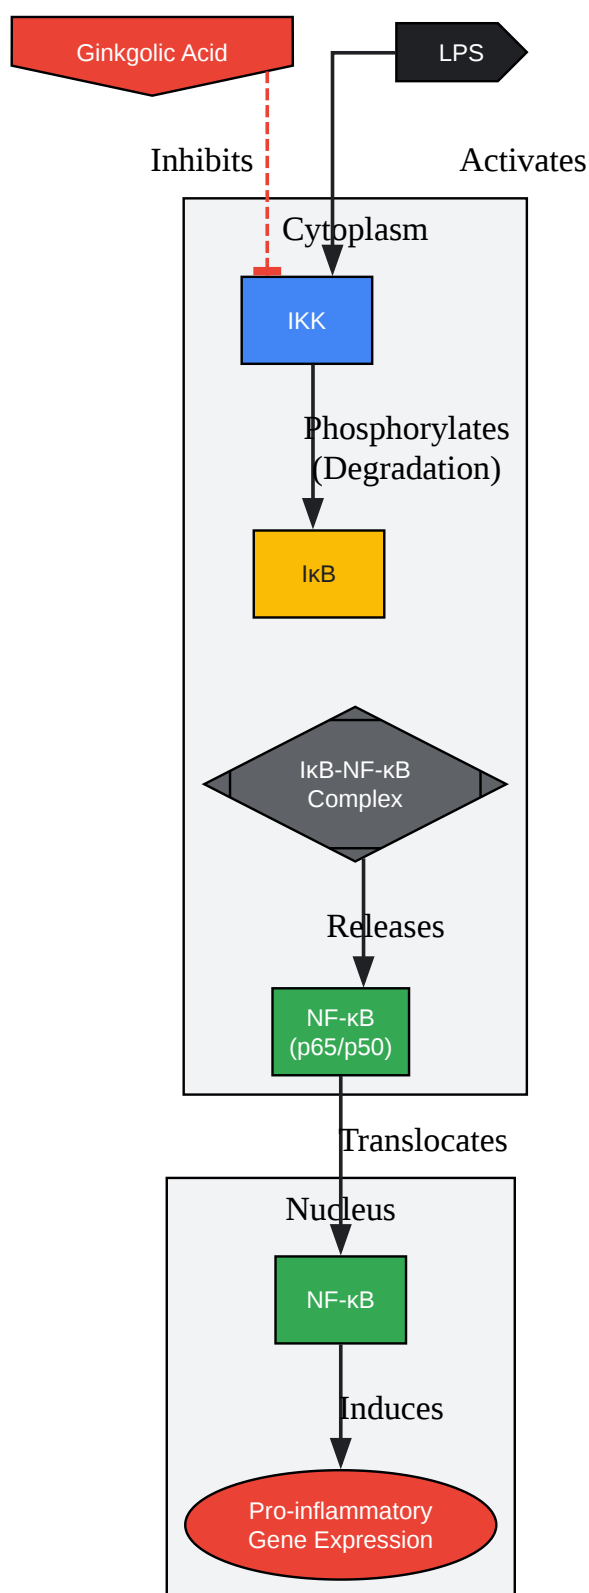 Ginkgolic Acid
LPS
Inhibits
Activates
Cytoplasm
IKK
Phosphorylates
(Degradation)
IκB
IκB-NF-κB
Complex
Releases
NF-κB
(p65/p50)
Translocates
Nucleus
NF-κB
Induces
Pro-inflammatory
Gene Expression